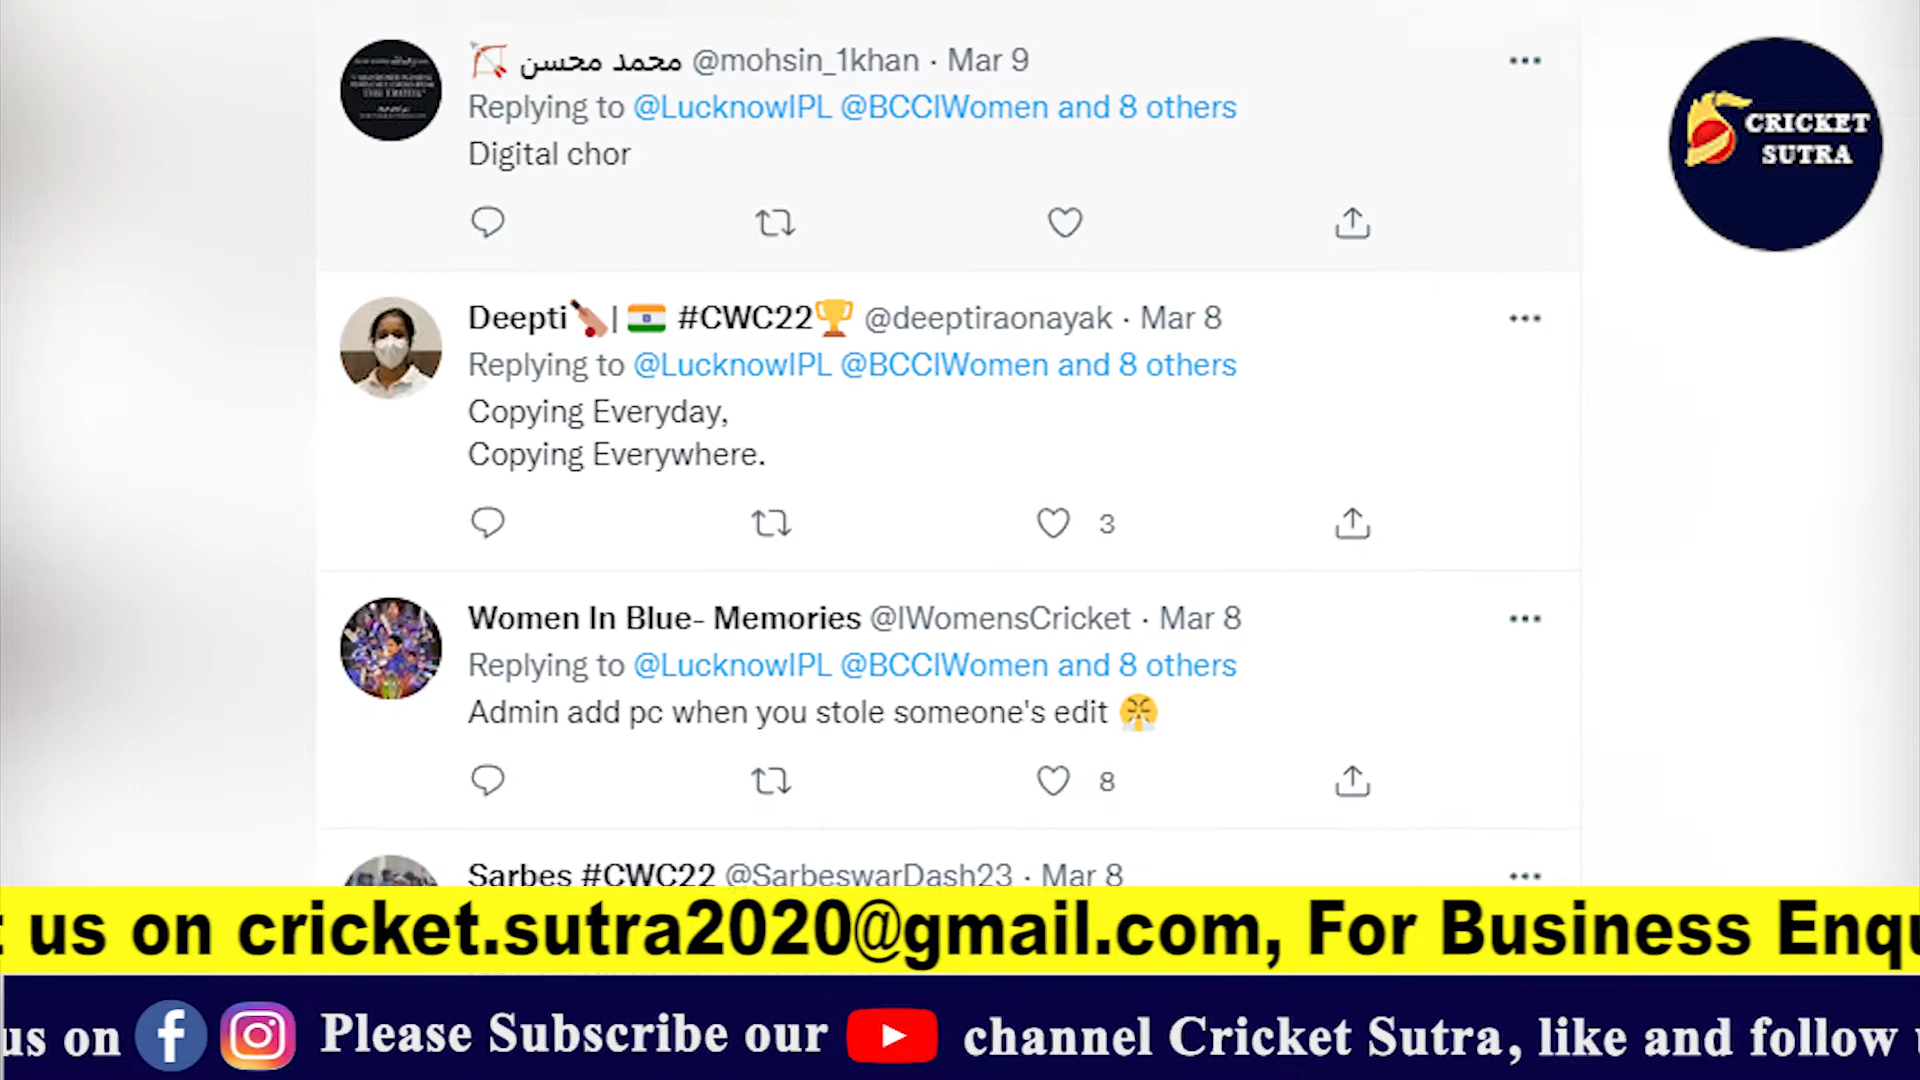 محمد محسن @mohsin_1khan · Mar 9
Replying to @LucknowIPL @BCCIWomen and 8 others
Digital chor
CRICKET
SUTRA
Deepti | #CWC22 @deeptiraonayak · Mar 8
Replying to @LucknowIPL @BCCIWomen and 8 others
Copying Everyday,
Copying Everywhere.
3
Women In Blue- Memories @IWomensCricket · Mar 8
Replying to @LucknowIPL @BCCIWomen and 8 others
Admin add pc when you stole someone's edit
8
Sarbes #CWC22 @SarbeswarDash23 · Mar 8
us on cricket.sutra2020@gmail.com, For Business Enqu
us on Please Subscribe our channel Cricket Sutra, like and follow